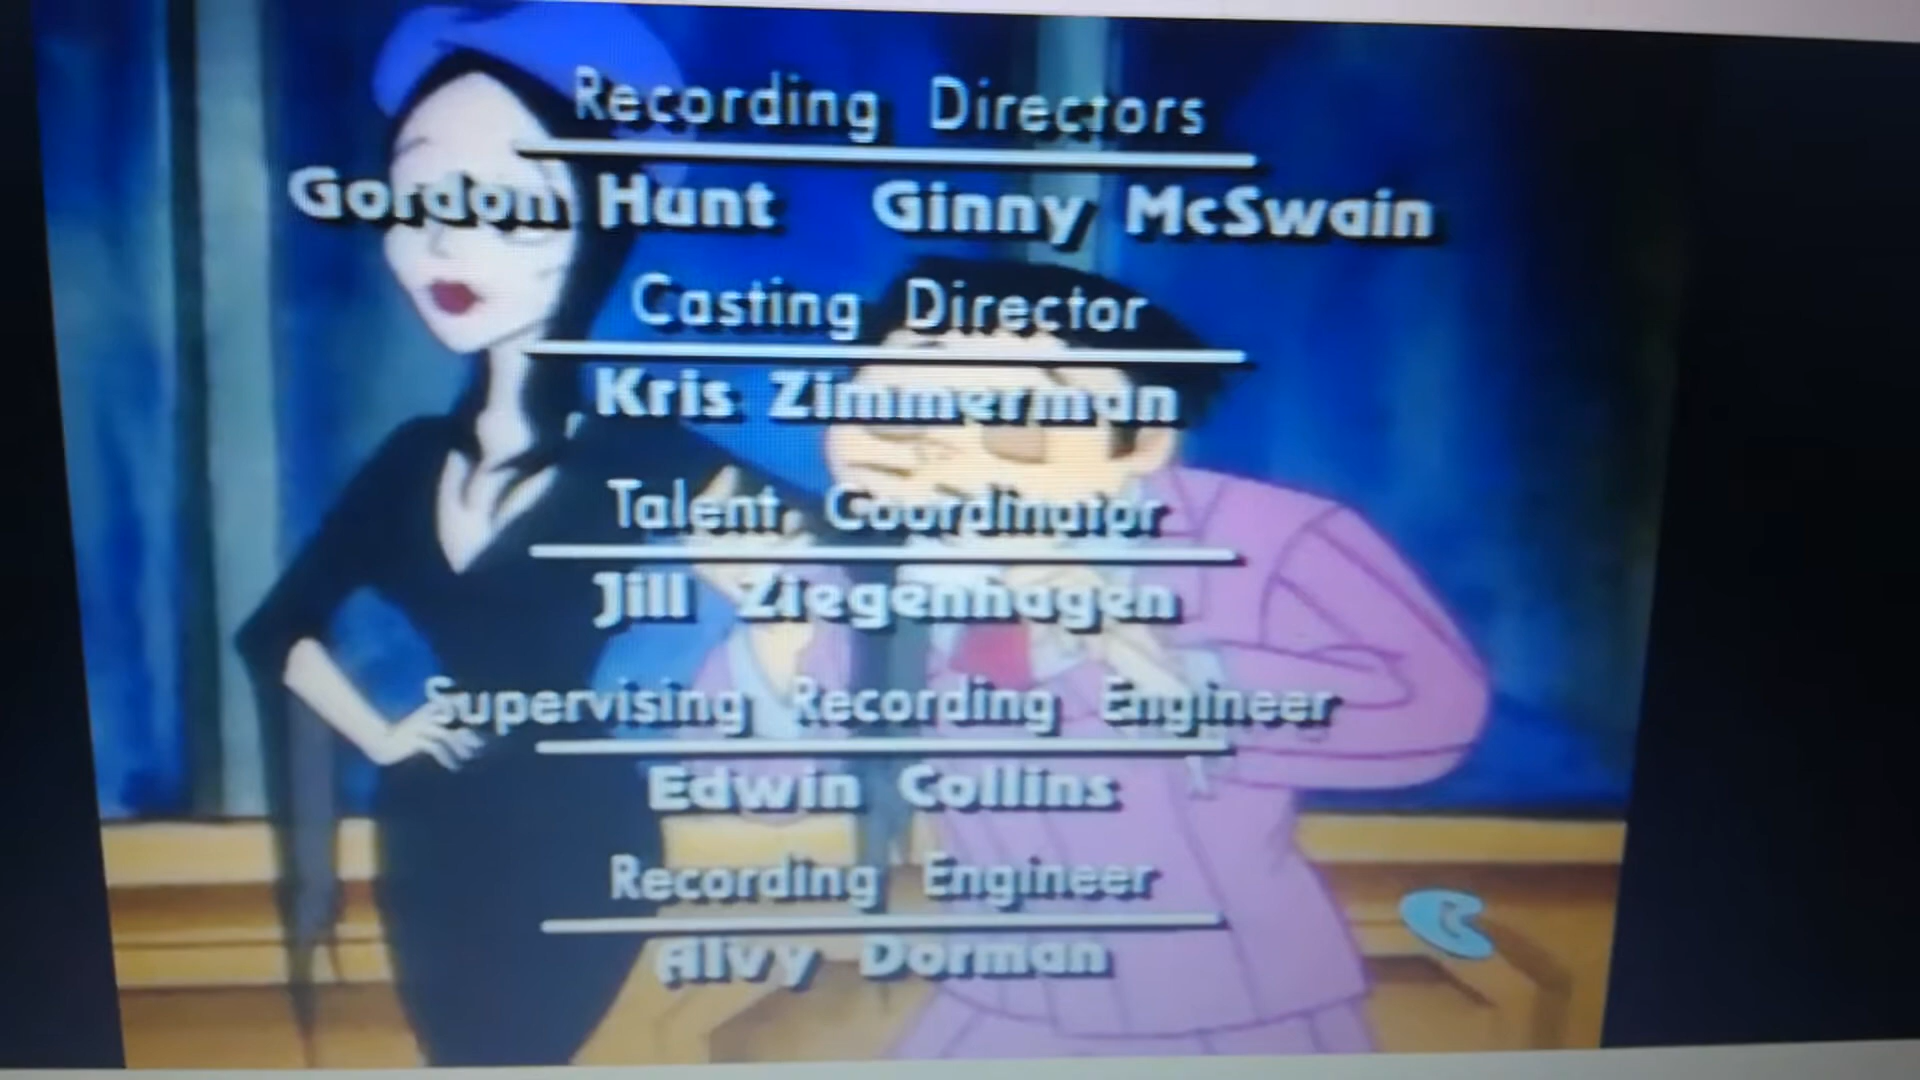 Recording Directors
Gordon Hunt Ginny McSwain
Casting Director
Kris Zimmerman
Talent Coordinator
Jill Ziegenhagen
Supervising Recording Engineer
Edwin Collins
Recording Engineer
Alvy Dorman